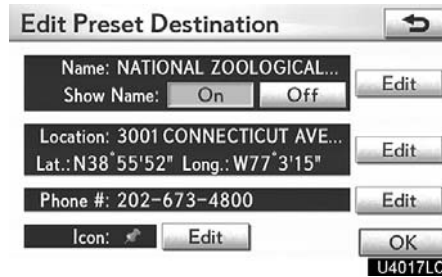 Edit Preset Destination
Name: NATIONAL ZOOLOGICAL...
Show Name: On Off
Edit
Location: 3001 CONNECTICUT AVE...
Lat.:N38°55'52" Long.:W77°3'15"
Edit
Phone #: 202-673-4800 Edit
Icon: Edit
OK
U4017LC